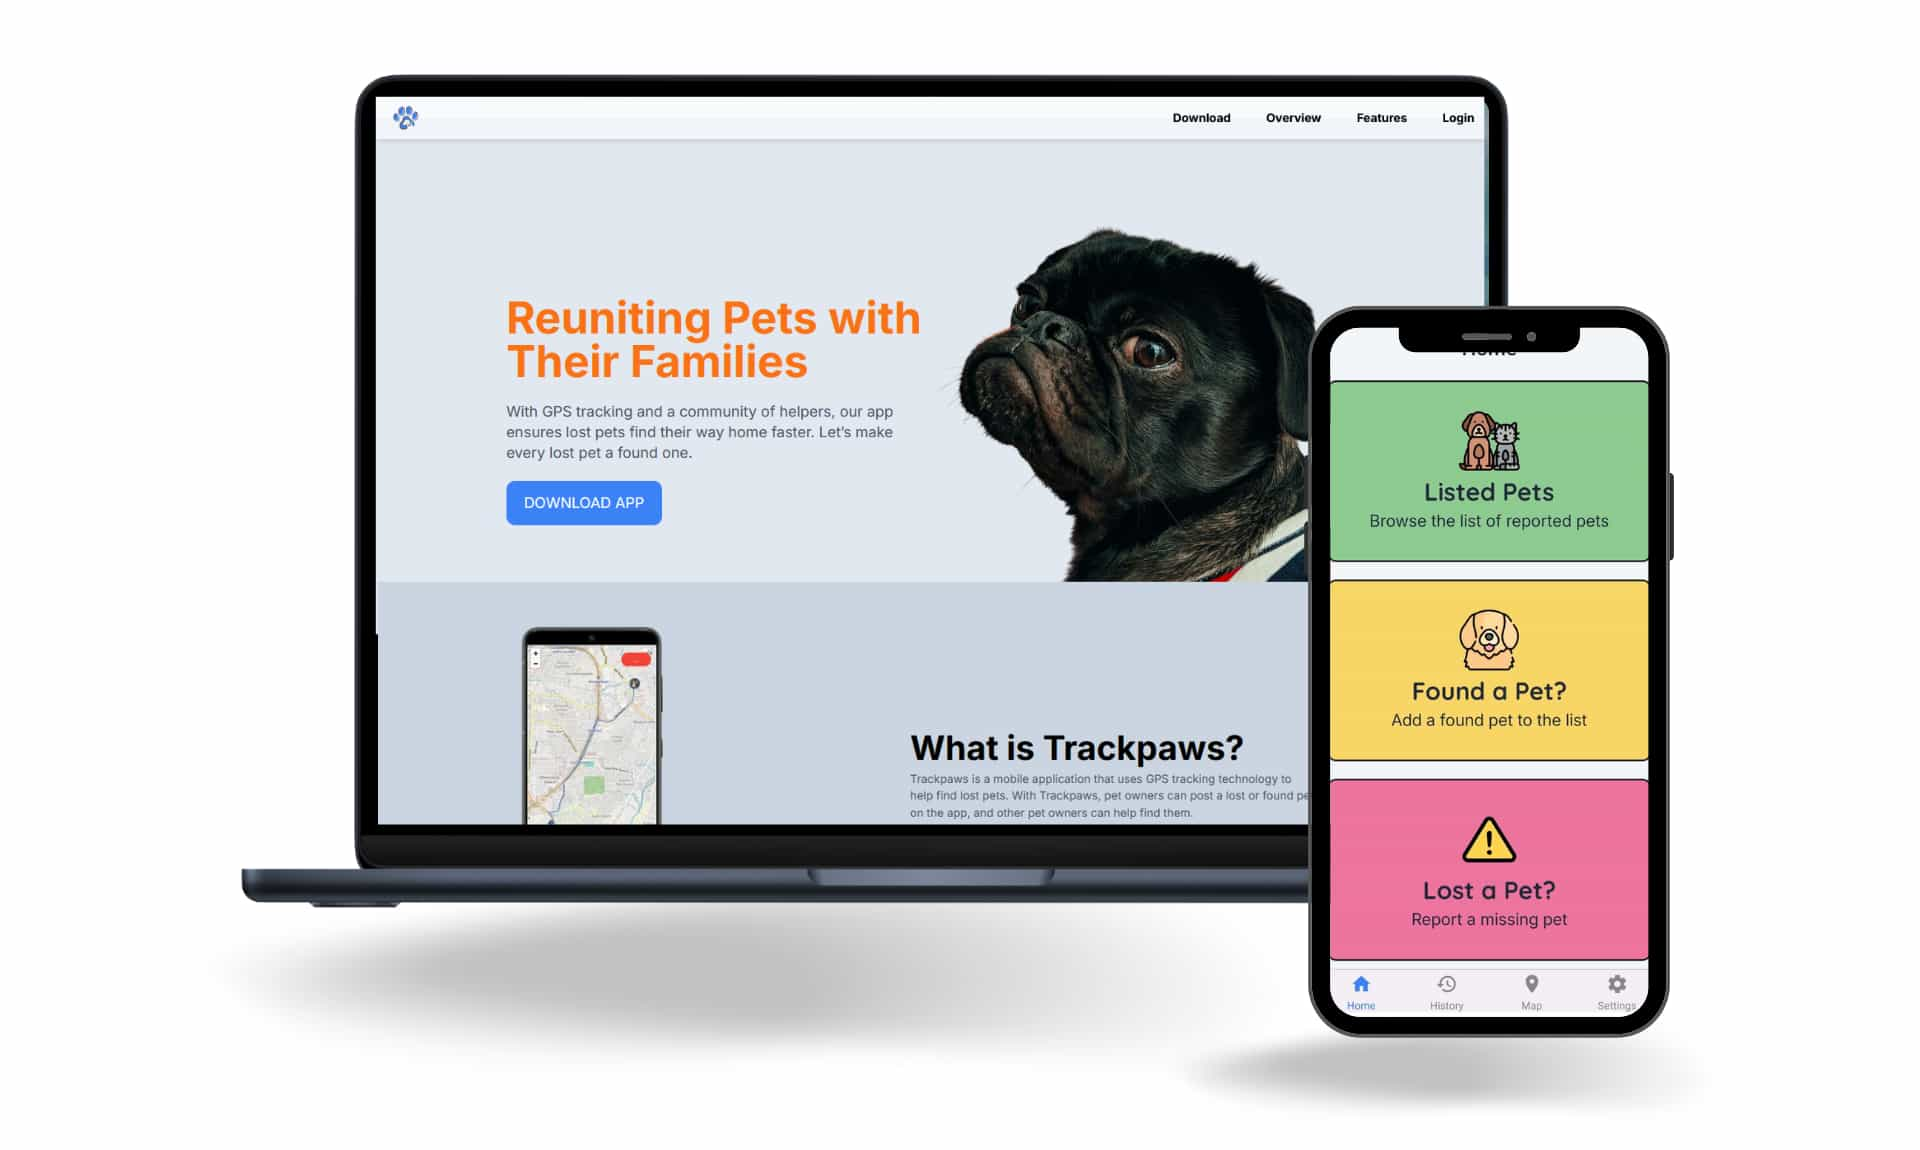 Download Overview Features Login
Reuniting Pets with
Their Families
With GPS tracking and a community of helpers, our app
ensures lost pets find their way home faster. Let's make
every lost pet a found one.
DOWNLOAD APP
What is Trackpaws?
Trackpaws is a mobile application that uses GPS tracking technology to
help find lost pets. With Trackpaws, pet owners can post a lost or found pe
on the app, and other pet owners can help find them.
Home
Listed Pets
Browse the list of reported pets
Found a Pet?
Add a found pet to the list
Lost a Pet?
Report a missing pet
Home History Map Settings